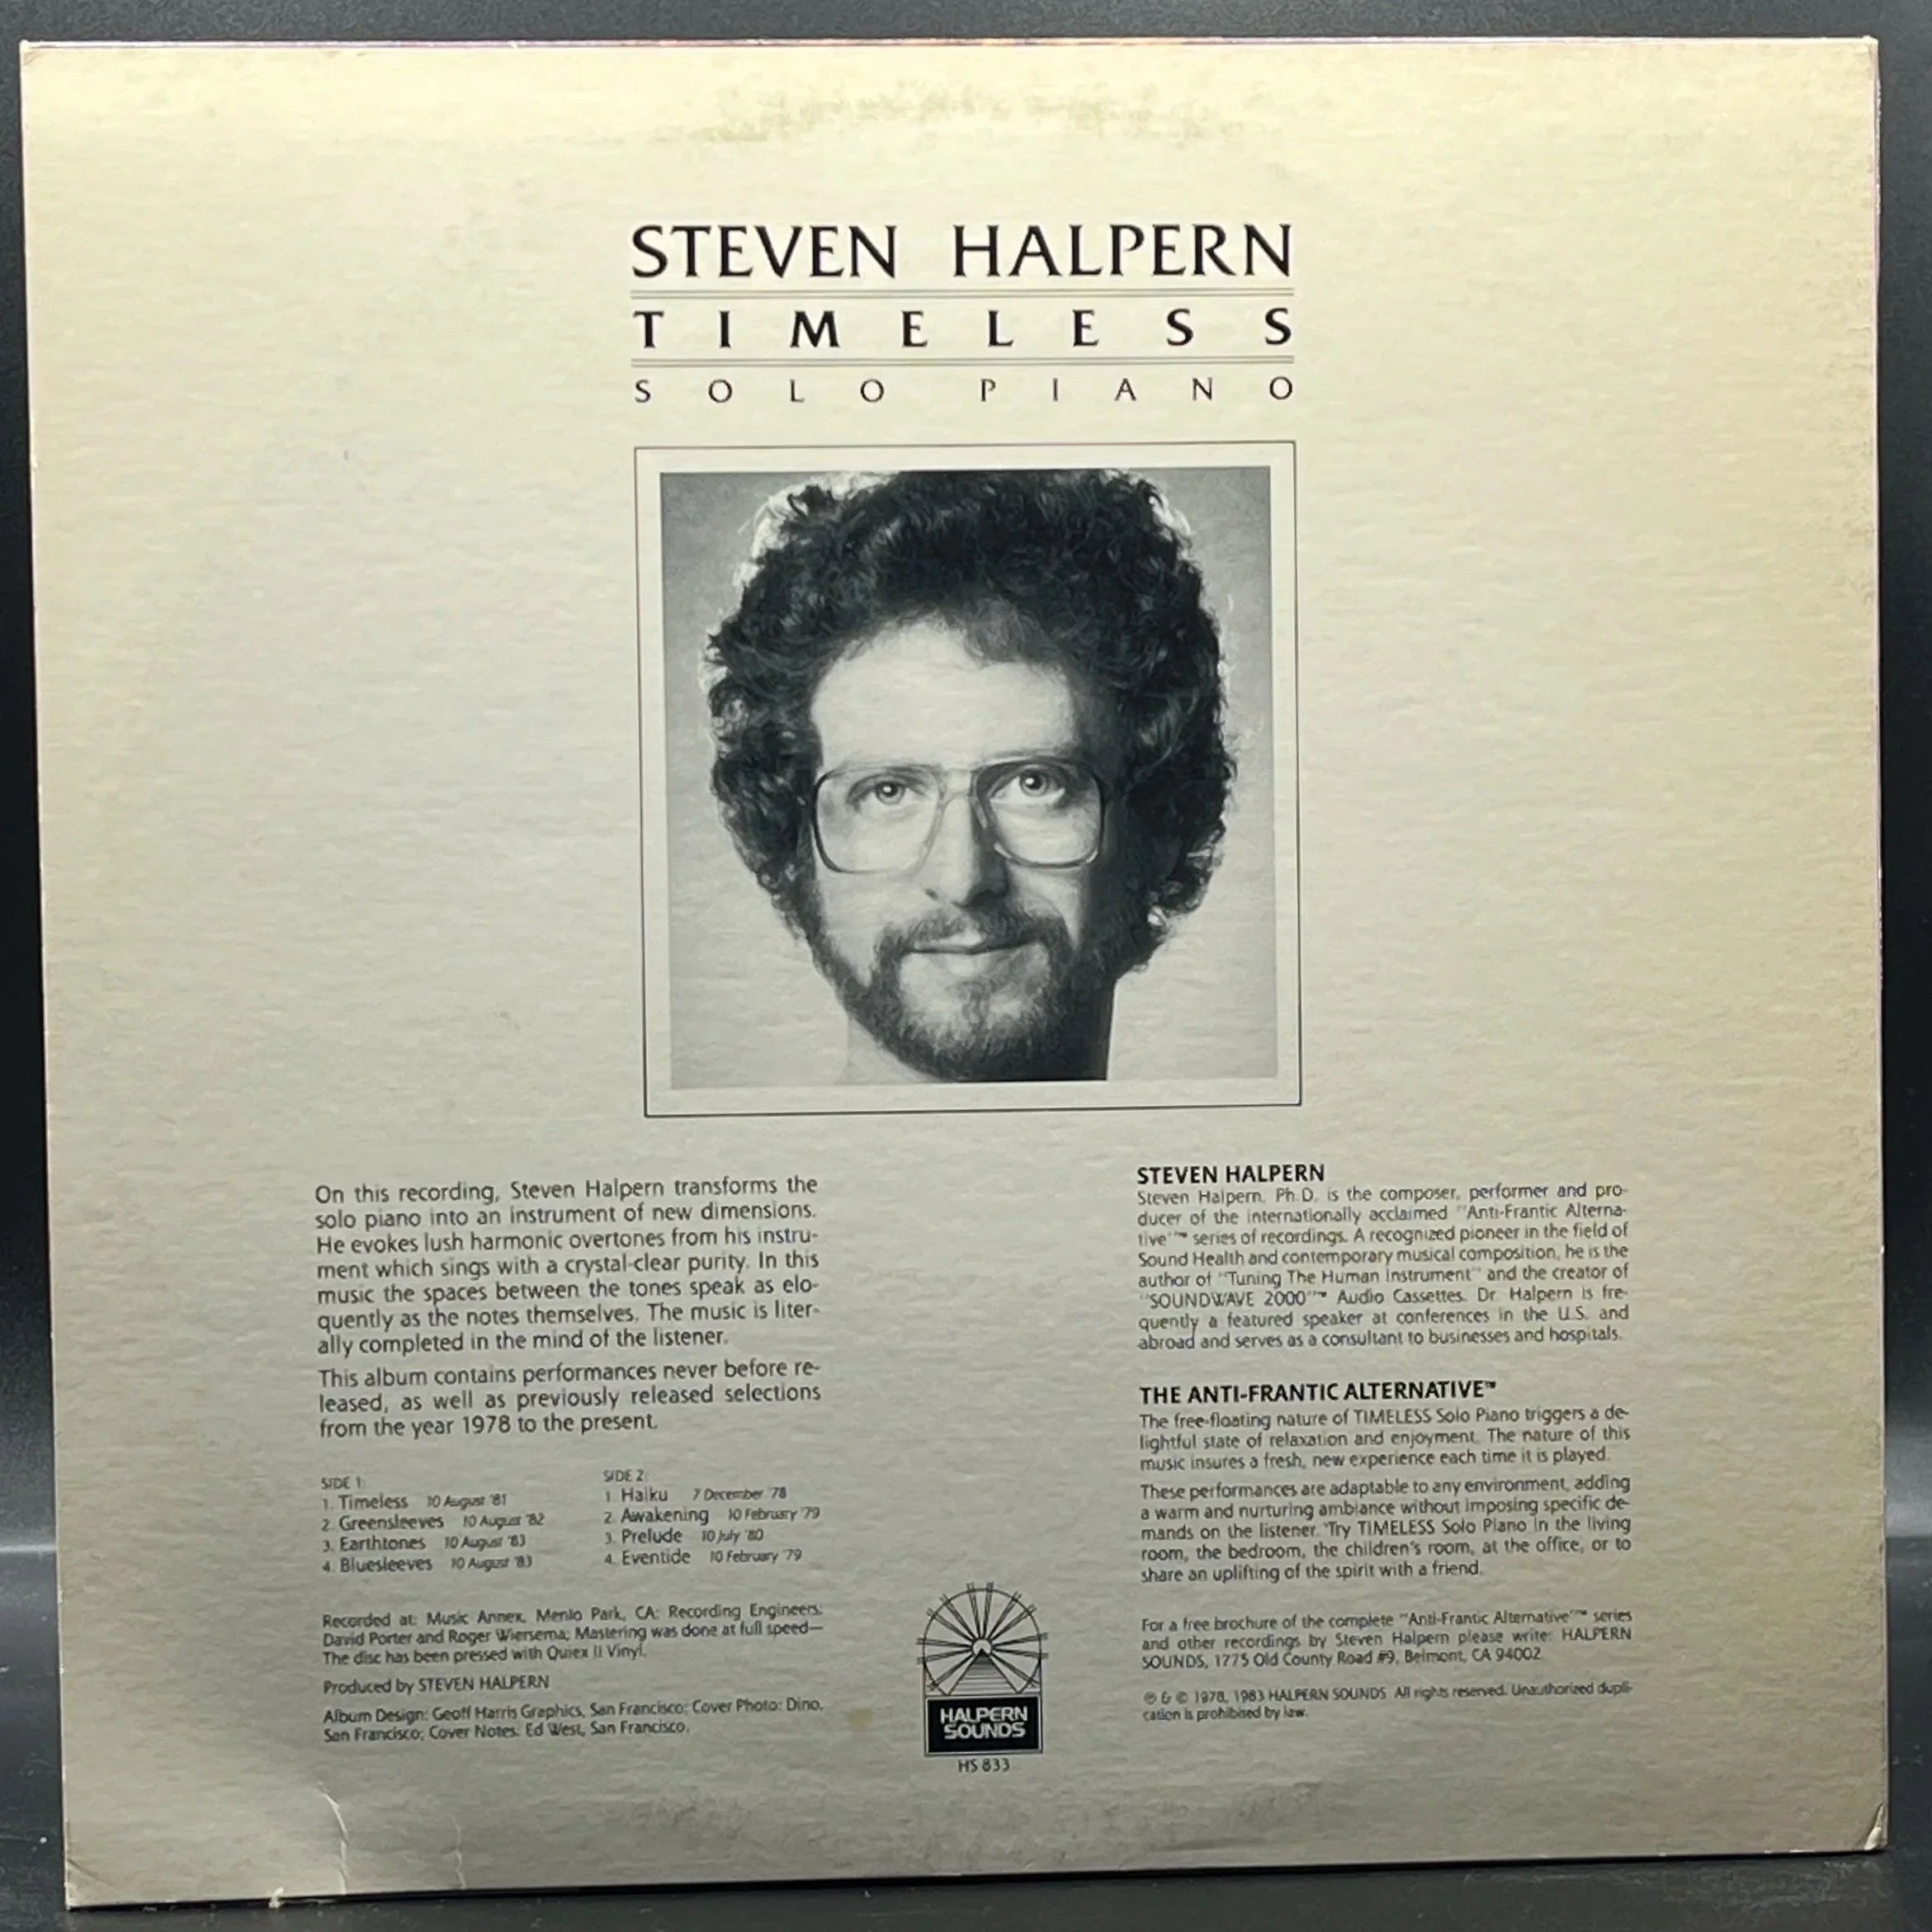 STEVEN HALPERN
TIMELESS
SOLO PIANO
On this recording, Steven Halpern transforms the
solo piano into an instrument of new dimensions.
He evokes lush harmonic overtones from his instru-
ment which sings with a crystal-clear purity. In this
music the spaces between the tones speak as elo-
quently as the notes themselves. The music is liter-
ally completed in the mind of the listener.
This album contains performances never before re-
leased, as well as previously released selections
from the year 1978 to the present.
SIDE 1:
1. Timeless 10 August '81
2. Greensleeves 10 August '82
3. Earthtones 10 August '83
4. Bluesleeves 10 August '83
SIDE 2:
1. Haiku 7 December '78
2. Awakening 10 February '79
3. Prelude 10 July '80
4. Eventide 10 February '79
Recorded at: Music Annex, Menlo Park, CA; Recording Engineers:
David Porter and Roger Wiersema; Mastering was done at full speed—
The disc has been pressed with Quiex II Vinyl.
Produced by STEVEN HALPERN
Album Design: Geoff Harris Graphics, San Francisco; Cover Photo: Dino,
San Francisco; Cover Notes: Ed West, San Francisco.
HALPERN
SOUNDS
HS 833
STEVEN HALPERN
Steven Halpern, Ph.D. is the composer, performer and pro-
ducer of the internationally acclaimed "Anti-Frantic Alterna-
tive"™ series of recordings. A recognized pioneer in the field of
Sound Health and contemporary musical composition, he is the
author of "Tuning The Human Instrument" and the creator of
"SOUNDWAVE 2000"™ Audio Cassettes. Dr. Halpern is fre-
quently a featured speaker at conferences in the U.S. and
abroad and serves as a consultant to businesses and hospitals.
THE ANTI-FRANTIC ALTERNATIVE™
The free-floating nature of TIMELESS Solo Piano triggers a de-
lightful state of relaxation and enjoyment. The nature of this
music insures a fresh, new experience each time it is played.
These performances are adaptable to any environment, adding
a warm and nurturing ambiance without imposing specific de-
mands on the listener. Try TIMELESS Solo Piano in the living
room, the bedroom, the children's room, at the office, or to
share an uplifting of the spirit with a friend.
For a free brochure of the complete "Anti-Frantic Alternative"™ series
and other recordings by Steven Halpern please write: HALPERN
SOUNDS, 1775 Old County Road #9, Belmont, CA 94002
℗ & © 1978, 1983 HALPERN SOUNDS All rights reserved. Unauthorized dupli-
cation is prohibited by law.